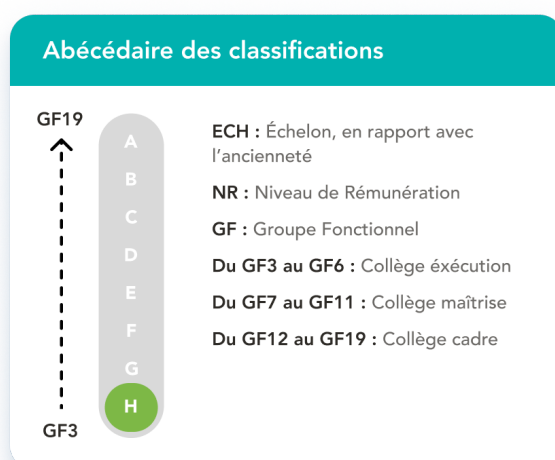 Abécédaire des classifications
GF19
A
B
C
D
E
F
G
H
GF3
ECH : Échelon, en rapport avec
l'ancienneté
NR : Niveau de Rémunération
GF : Groupe Fonctionnel
Du GF3 au GF6 : Collège éxécution
Du GF7 au GF11 : Collège maîtrise
Du GF12 au GF19 : Collège cadre